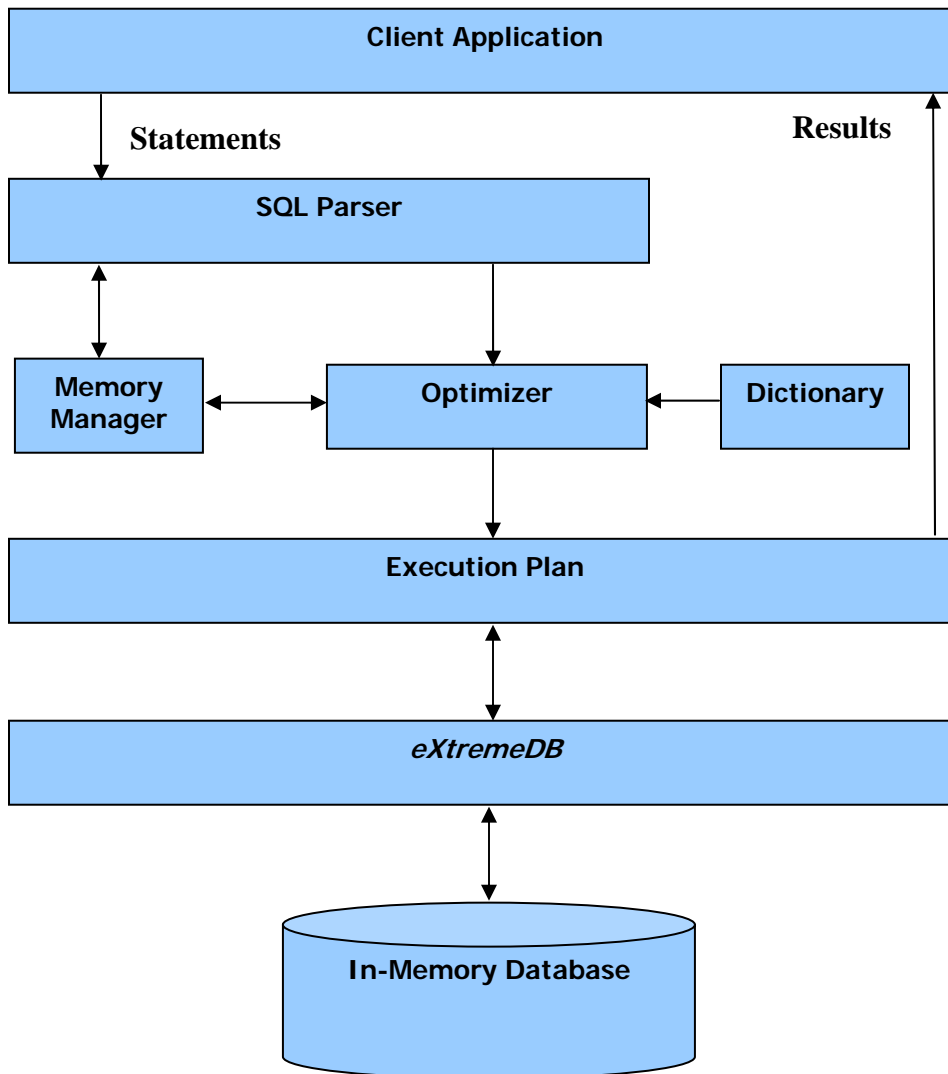 Client Application
Statements
Results
SQL Parser
Memory
Manager
Optimizer
Dictionary
Execution Plan
eXtremeDB
In-Memory Database